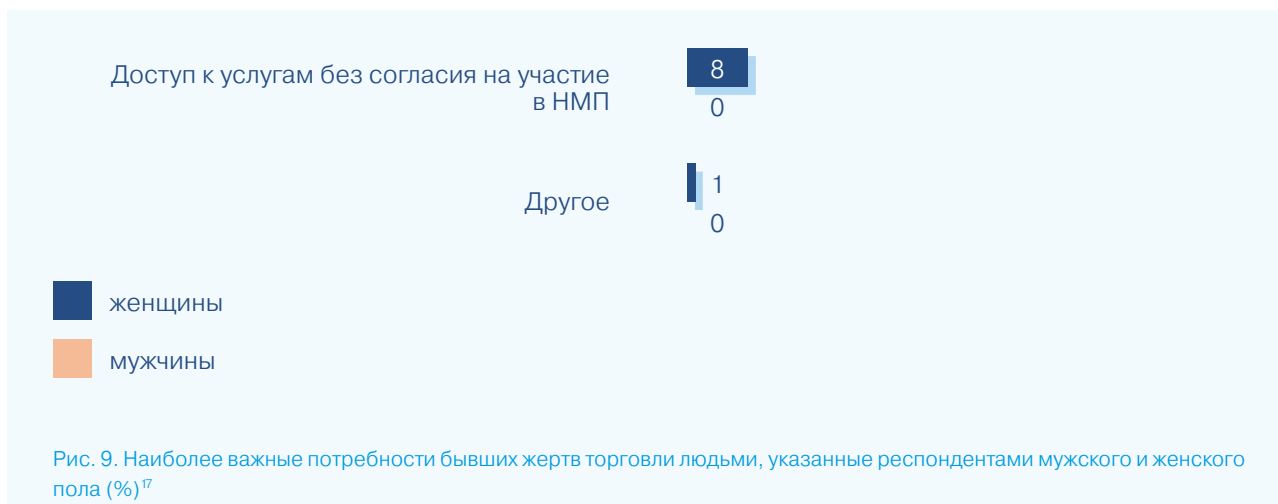 Доступ к услугам без согласия на участие
в НМП
8
0
Другое
1
0
женщины
мужчины
Рис. 9. Наиболее важные потребности бывших жертв торговли людьми, указанные респондентами мужского и женского
пола (%)17